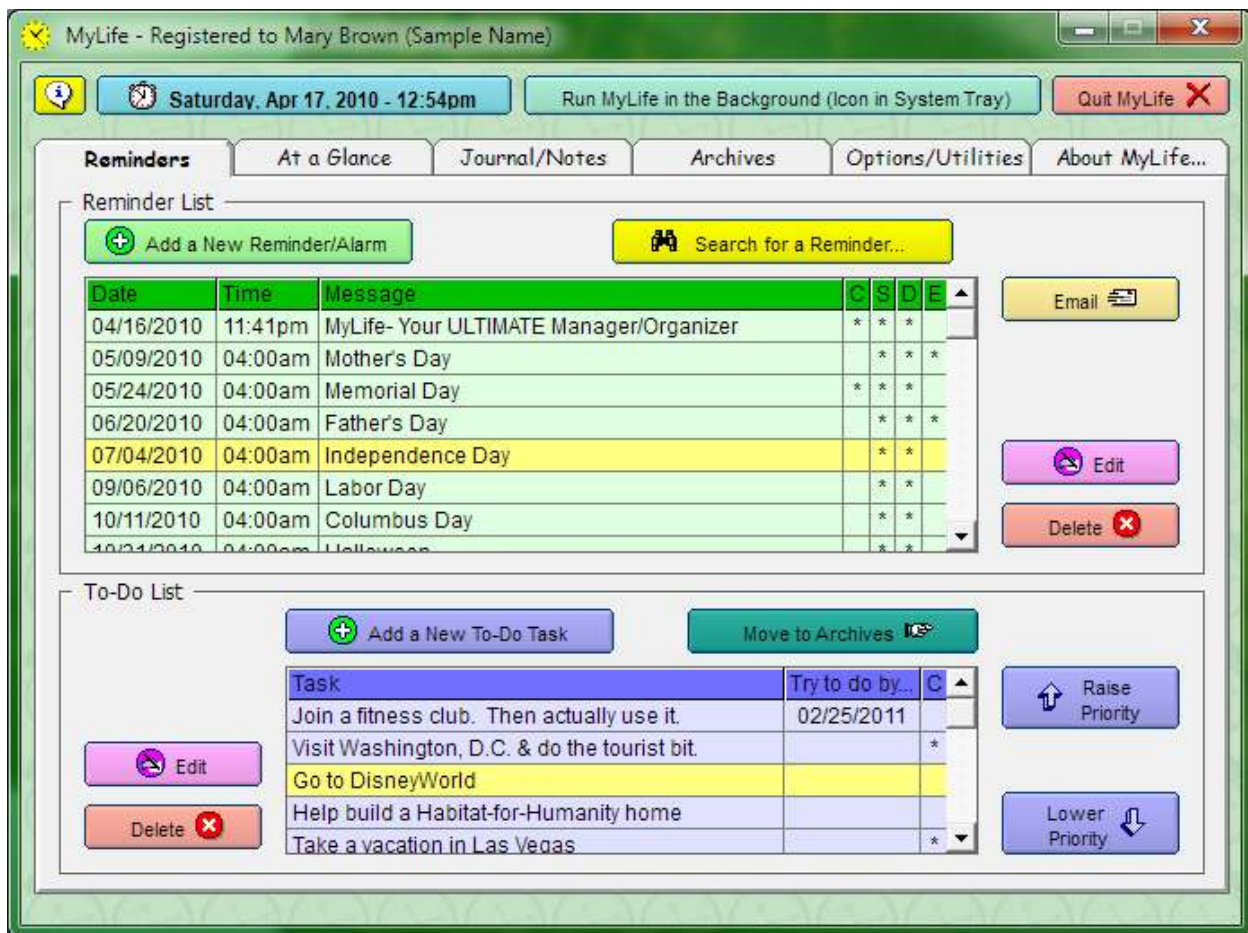 MyLife - Registered to Mary Brown (Sample Name)
Saturday, Apr 17, 2010 - 12:54pm Run MyLife in the Background (Icon in System Tray) Quit MyLife
Reminders At a Glance Journal/Notes Archives Options/Utilities About MyLife...
Reminder List
Add a New Reminder/Alarm Search for a Reminder...
Date Time Message C S D E
Email
04/16/2010 11:41pm MyLife- Your ULTIMATE Manager/Organizer * * *
05/09/2010 04:00am Mother's Day * * *
05/24/2010 04:00am Memorial Day * * *
06/20/2010 04:00am Father's Day * * *
07/04/2010 04:00am Independence Day * *
Edit
09/06/2010 04:00am Labor Day * *
10/11/2010 04:00am Columbus Day * *
Delete
10/31/2010 04:00am Halloween * *
To-Do List
Add a New To-Do Task Move to Archives
Task Try to do by... C
Raise
Priority
Join a fitness club. Then actually use it. 02/25/2011
Visit Washington, D.C. & do the tourist bit. *
Edit
Go to DisneyWorld
Help build a Habitat-for-Humanity home
Delete
Lower
Priority
Take a vacation in Las Vegas *